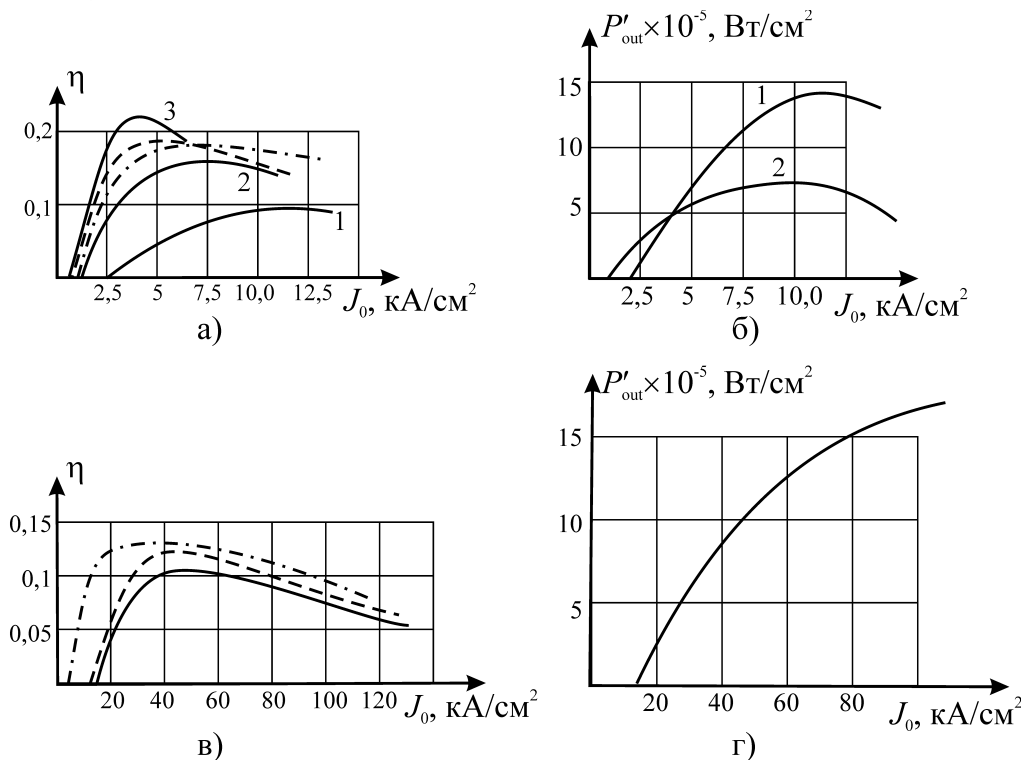 η
0,2
0,1
3
2
1
2,5 5 7,5 10,0 12,5
J₀, кА/см²
а)
P′out×10⁻⁵, Вт/см²
15
10
5
1
2
2,5 5 7,5 10,0
J₀, кА/см²
б)
η
0,15
0,1
0,05
20 40 60 80 100 120
J₀, кА/см²
в)
P′out×10⁻⁵, Вт/см²
15
10
5
20 40 60 80
J₀, кА/см²
г)